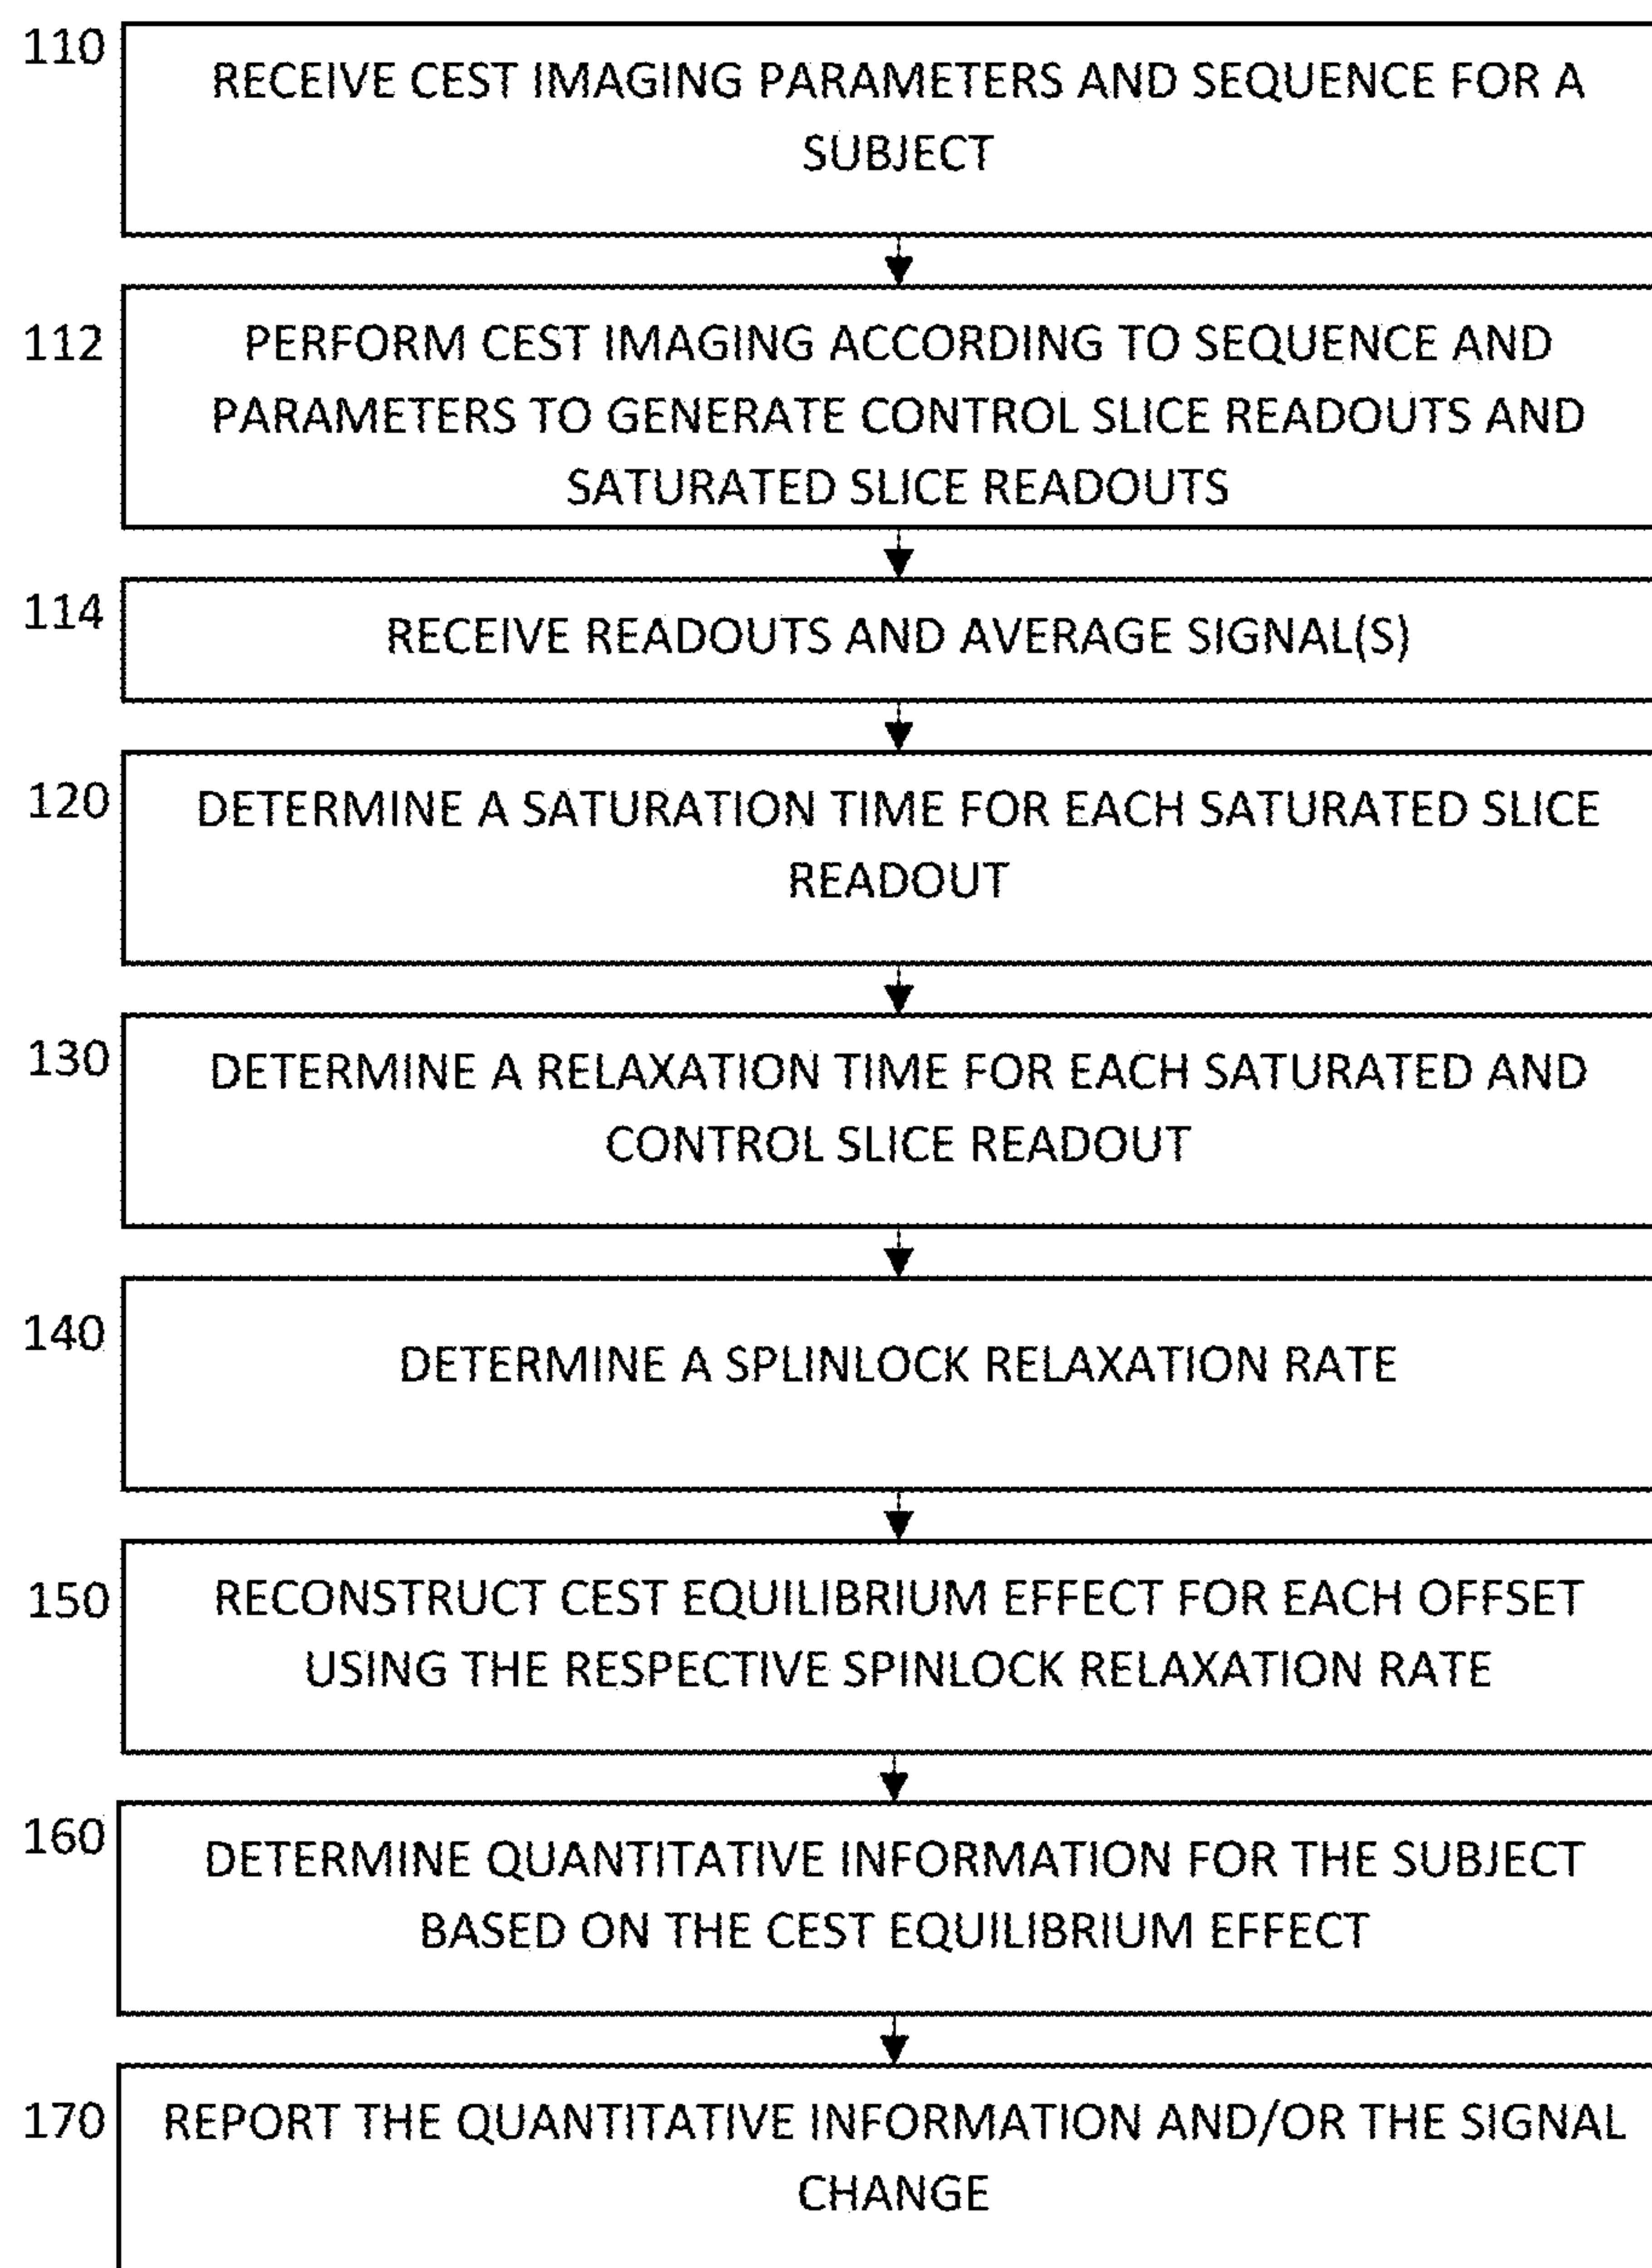 110
RECEIVE CEST IMAGING PARAMETERS AND SEQUENCE FOR A
SUBJECT
112
PERFORM CEST IMAGING ACCORDING TO SEQUENCE AND
PARAMETERS TO GENERATE CONTROL SLICE READOUTS AND
SATURATED SLICE READOUTS
114
RECEIVE READOUTS AND AVERAGE SIGNAL(S)
120
DETERMINE A SATURATION TIME FOR EACH SATURATED SLICE
READOUT
130
DETERMINE A RELAXATION TIME FOR EACH SATURATED AND
CONTROL SLICE READOUT
140
DETERMINE A SPLINLOCK RELAXATION RATE
150
RECONSTRUCT CEST EQUILIBRIUM EFFECT FOR EACH OFFSET
USING THE RESPECTIVE SPINLOCK RELAXATION RATE
160
DETERMINE QUANTITATIVE INFORMATION FOR THE SUBJECT
BASED ON THE CEST EQUILIBRIUM EFFECT
170
REPORT THE QUANTITATIVE INFORMATION AND/OR THE SIGNAL
CHANGE